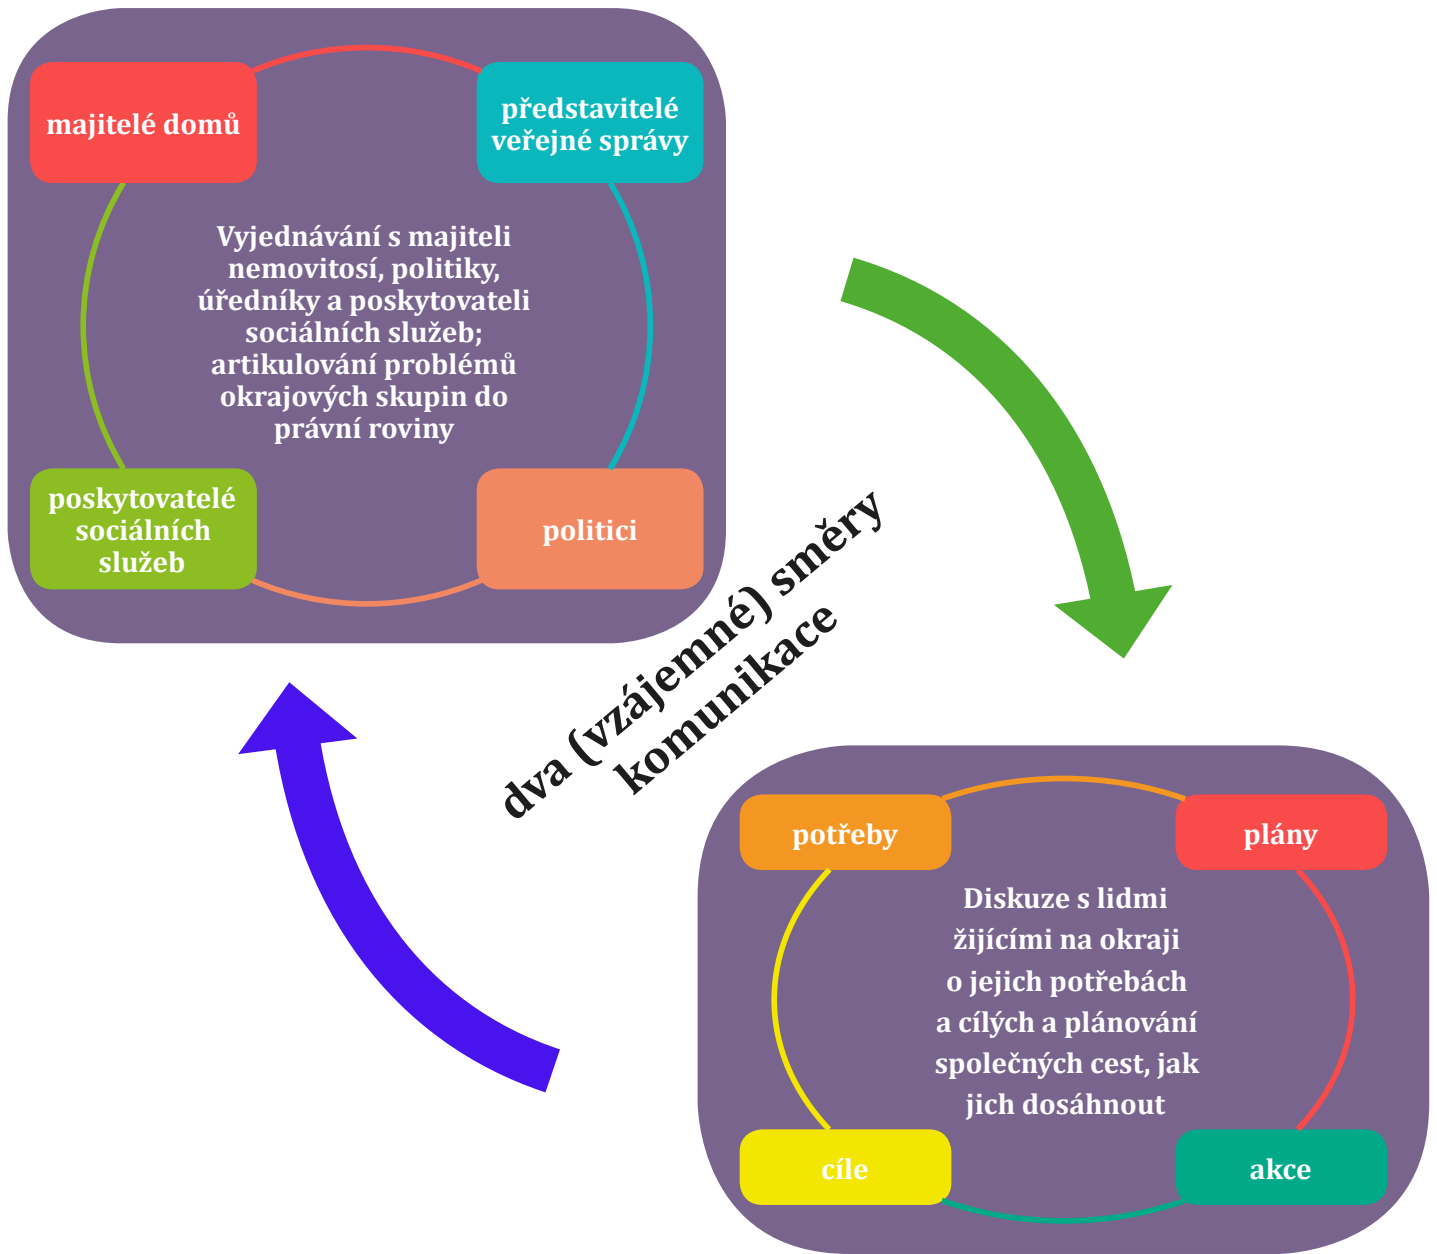 majitelé domů
představitelé
veřejné správy
Vyjednávání s majiteli
nemovitosí, politiky,
úředníky a poskytovateli
sociálních služeb;
artikulování problémů
okrajových skupin do
právní roviny
poskytovatelé
sociálních
služeb
politici
dva (vzájemné) směry
komunikace
potřeby
plány
Diskuze s lidmi
žijícími na okraji
o jejich potřebách
a cílých a plánování
společných cest, jak
jich dosáhnout
cíle
akce